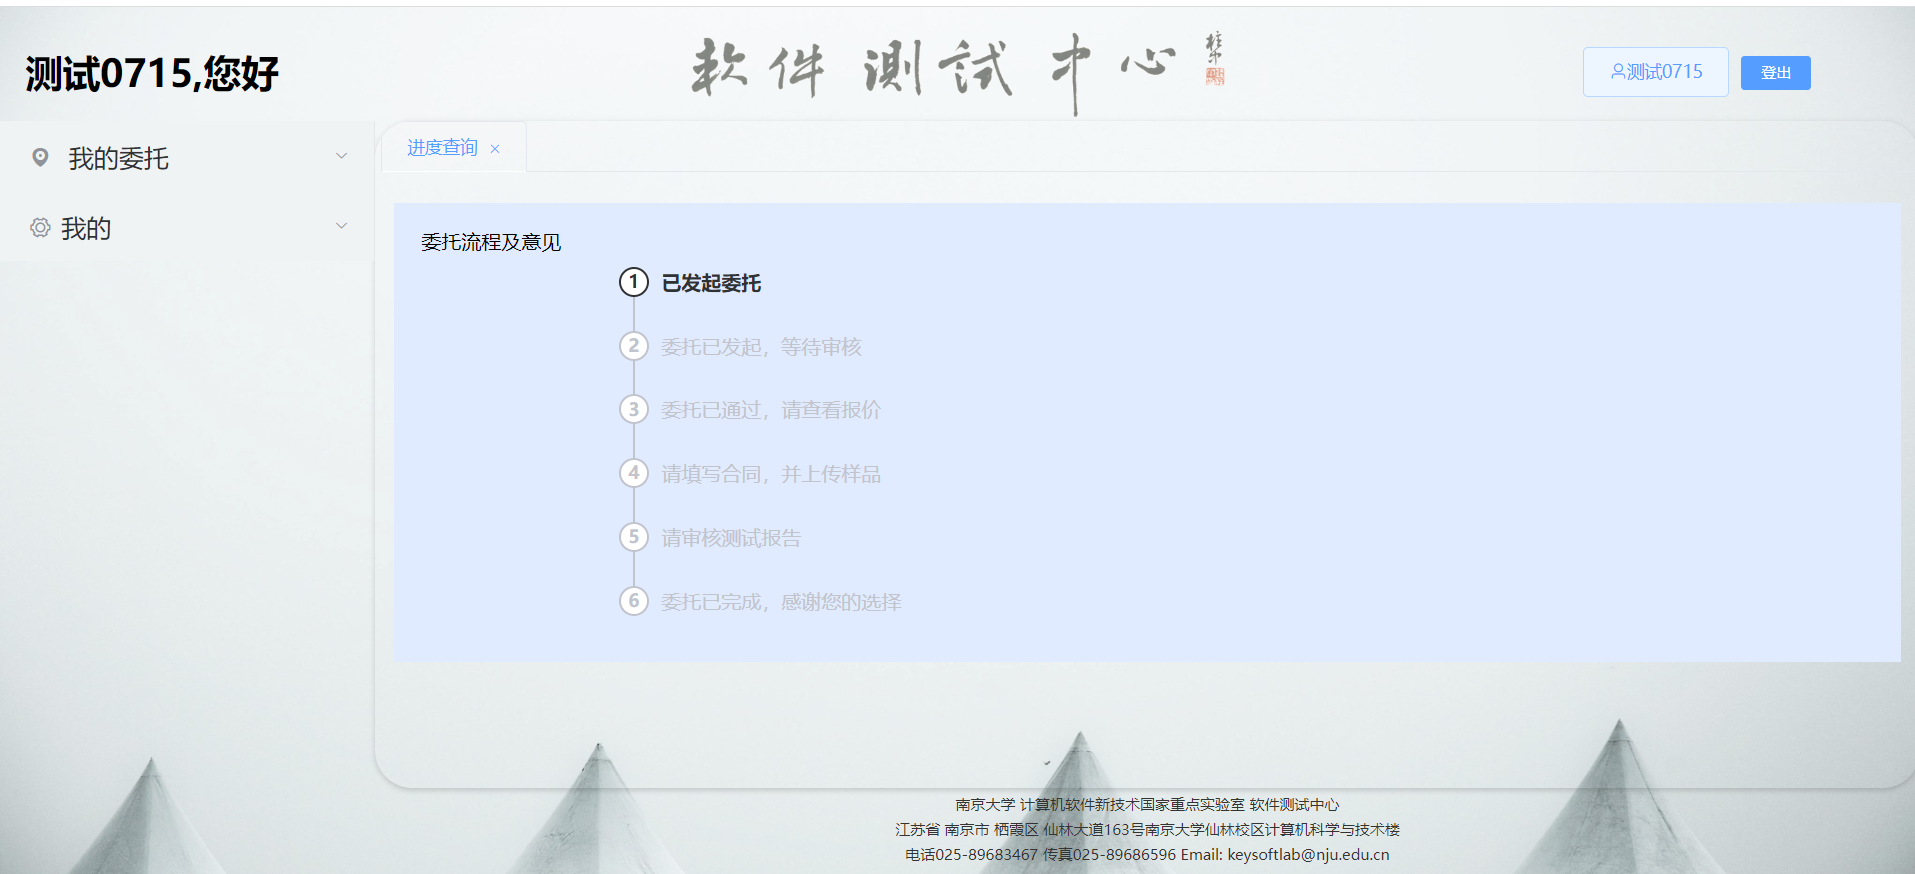 测试0715,您好
软件测试中心
测试0715
登出
我的委托
我的
进度查询
委托流程及意见
1 已发起委托
2 委托已发起，等待审核
3 委托已通过，请查看报价
4 请填写合同，并上传样品
5 请审核测试报告
6 委托已完成，感谢您的选择
南京大学 计算机软件新技术国家重点实验室 软件测试中心
江苏省 南京市 栖霞区 仙林大道163号南京大学仙林校区计算机科学与技术楼
电话025-89683467 传真025-89686596 Email: keysoftlab@nju.edu.cn